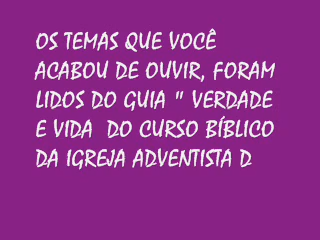 OS TEMAS QUE VOCÊ
ACABOU DE OUVIR, FORAM
LIDOS DO GUIA " VERDADE
E VIDA  DO CURSO BÍBLICO
DA IGREJA ADVENTISTA D